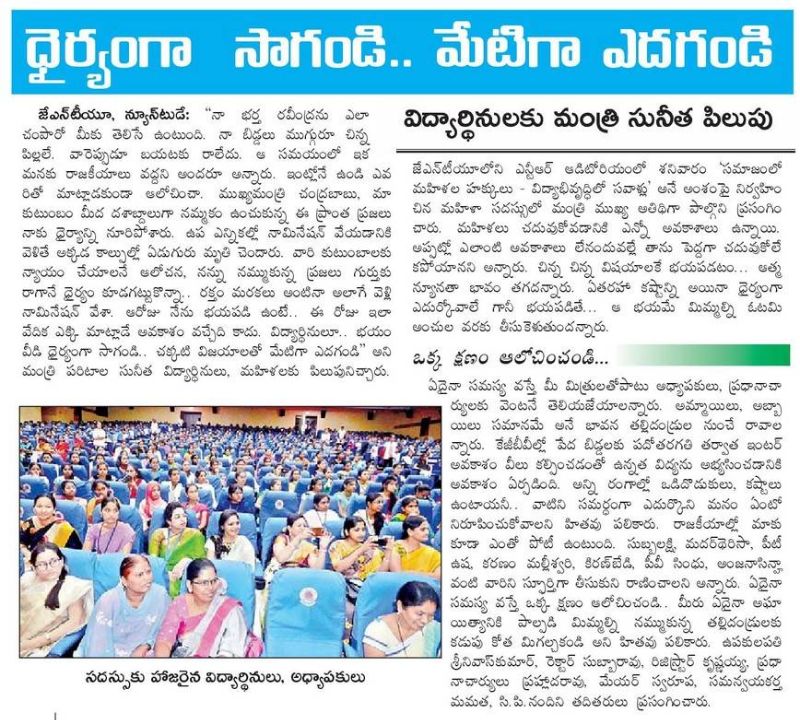 ధైర్యంగా సాగండి.. మేటిగా ఎదగండి
జేఎన్‌టీయూ, న్యూస్‌టుడే: “నా భర్త రవీంద్రను ఎలా
చంపారో మీకు తెలిసే ఉంటుంది. నా బిడ్డలు ముగ్గురూ చిన్న
పిల్లలే. వారెప్పుడూ బయటకు రాలేదు. ఆ సమయంలో ఇక
మనకు రాజకీయాలు వద్దని అందరూ అన్నారు. ఇంట్లోనే ఉండి ఎవ
రితో మాట్లాడకుండా ఆలోచించా. ముఖ్యమంత్రి చంద్రబాబు, మా
కుటుంబం మీద దశాబ్దాలుగా నమ్మకం ఉంచుకున్న ఈ ప్రాంత ప్రజలు
నాకు ధైర్యాన్ని నూరిపోశారు. ఉప ఎన్నికల్లో నామినేషన్ వేయడానికి
వెళితే అక్కడ కాల్పుల్లో ఏడుగురు మృతి చెందారు. వారి కుటుంబాలకు
న్యాయం చేయాలనే ఆలోచన, నన్ను నమ్ముకున్న ప్రజలు గుర్తుకు
రాగానే ధైర్యం కూడగట్టుకొన్నా.. రక్తం మరకలు అంటినా అలాగే వెళ్లి
నామినేషన్ వేశా. ఆరోజు నేను భయపడి ఉంటే.. ఈ రోజు ఇలా
వేదిక ఎక్కి మాట్లాడే అవకాశం వచ్చేది కాదు. విద్యార్థినులూ.. భయం
వీడి ధైర్యంగా సాగండి.. చక్కటి విజయాలతో మేటిగా ఎదగండి” అని
మంత్రి పరిటాల సునీత విద్యార్థినులు, మహిళలకు పిలుపునిచ్చారు.
సదస్సుకు హాజరైన విద్యార్థినులు, అధ్యాపకులు
విద్యార్థినులకు మంత్రి సునీత పిలుపు
జేఎన్‌టీయూలోని ఎన్టీఆర్ ఆడిటోరియంలో శనివారం ‘సమాజంలో
మహిళల హక్కులు - విద్యాభివృద్ధిలో సవాళ్లు’ అనే అంశంపై నిర్వహిం
చిన మహిళా సదస్సులో మంత్రి ముఖ్య అతిథిగా పాల్గొని ప్రసంగిం
చారు. మహిళలు చదువుకోవడానికి ఎన్నో అవకాశాలు ఉన్నాయి.
అప్పట్లో ఎలాంటి అవకాశాలు లేనందువల్లే తాను పెద్దగా చదువుకోలే
కపోయానని అన్నారు. చిన్న చిన్న విషయాలకే భయపడటం... ఆత్మ
న్యూనతా భావం తగదన్నారు. ఏతరహా కష్టాన్ని అయినా ధైర్యంగా
ఎదుర్కోవాలే గానీ భయపడితే... ఆ భయమే మిమ్మల్ని ఓటమి
అంచుల వరకు తీసుకెళుతుందన్నారు.
ఒక్క క్షణం ఆలోచించండి...
ఏదైనా సమస్య వస్తే మీ మిత్రులతోపాటు అధ్యాపకులు, ప్రధానాచా
ర్యులకు వెంటనే తెలియజేయాలన్నారు. అమ్మాయిలు, అబ్బా
యిలు సమానమే అనే భావన తల్లిదండ్రుల నుంచే రావాల
న్నారు. కేజీబీవీల్లో పేద బిడ్డలకు పదోతరగతి తర్వాత ఇంటర్
అవకాశం వీలు కల్పించడంతో ఉన్నత విద్యను అభ్యసించడానికి
అవకాశం ఏర్పడింది. అన్ని రంగాల్లో ఒడిదొడుకులు, కష్టాలు
ఉంటాయనీ.. వాటిని సమర్థంగా ఎదుర్కొని మనం ఏంటో
నిరూపించుకోవాలని హితవు పలికారు. రాజకీయాల్లో మాకు
కూడా ఎంతో పోటీ ఉంటుంది. సుబ్బలక్షి, మదర్‌థెరిసా, పీటీ
ఉష, కరణం మల్లీశ్వరి, కిరణ్‌బేడి, పీవీ సింధు, అంజనాసిన్హా
వంటి వారిని స్ఫూర్తిగా తీసుకుని రాణించాలని అన్నారు. ఏదైనా
సమస్య వస్తే ఒక్క క్షణం ఆలోచించండి.. మీరు ఏదైనా అఘా
యిత్యానికి పాల్పడి మిమ్మల్ని నమ్ముకున్న తల్లిదండ్రులకు
కడుపు కోత మిగల్చకండి అని హితవు పలికారు. ఉపకులపతి
శ్రీనివాస్‌కుమార్, రెక్టార్ సుబ్బారావు, రిజిస్ట్రార్ కృష్ణయ్య, ప్రధా
నాచార్యులు ప్రహ్లాదరావు, మేయర్ స్వరూప, సమన్వయకర్త
మమత, సి.పి.నందిని తదితరులు ప్రసంగించారు.